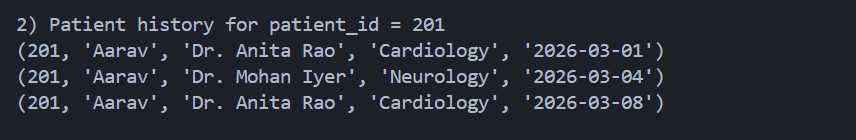 2) Patient history for patient_id = 201
(201, 'Aarav', 'Dr. Anita Rao', 'Cardiology', '2026-03-01')
(201, 'Aarav', 'Dr. Mohan Iyer', 'Neurology', '2026-03-04')
(201, 'Aarav', 'Dr. Anita Rao', 'Cardiology', '2026-03-08')